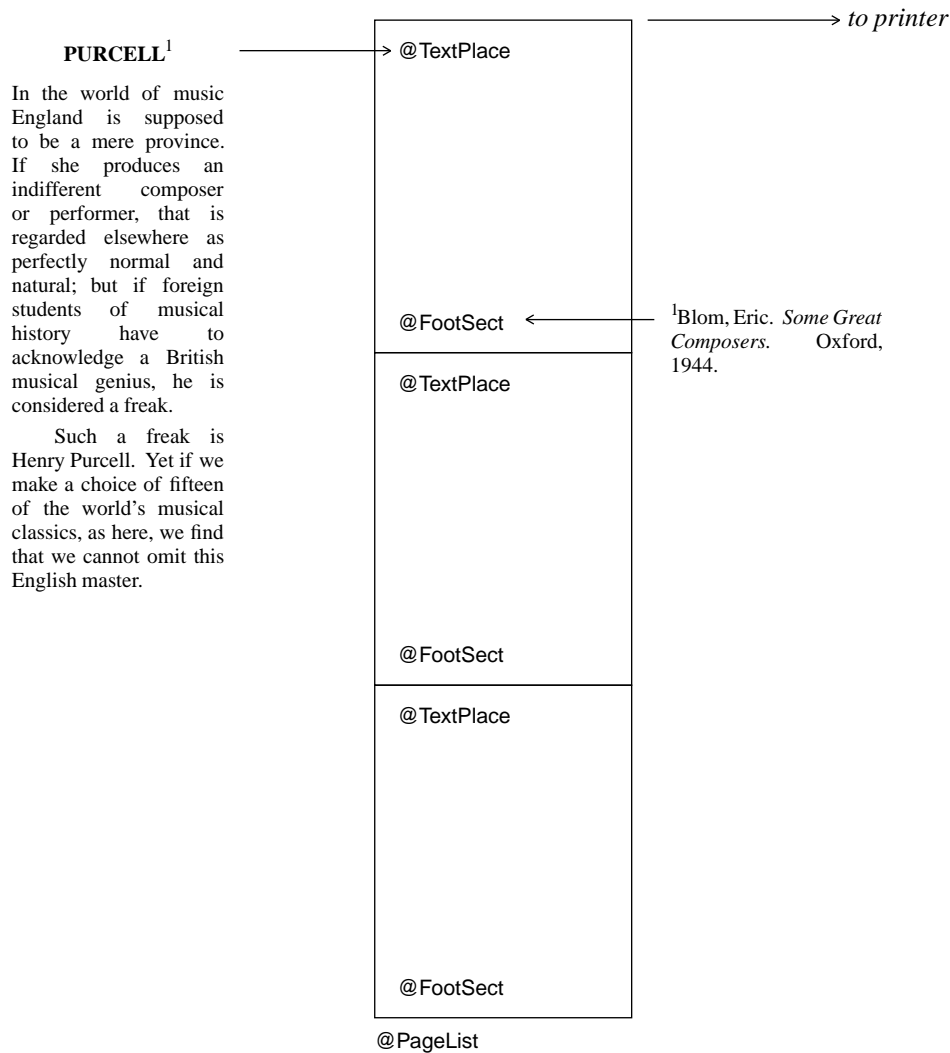 to printer
PURCELL1
In the world of music
England is supposed
to be a mere province.
If she produces an
indifferent composer
or performer, that is
regarded elsewhere as
perfectly normal and
natural; but if foreign
students of musical
history have to
acknowledge a British
musical genius, he is
considered a freak.
Such a freak is
Henry Purcell. Yet if we
make a choice of fifteen
of the world's musical
classics, as here, we find
that we cannot omit this
English master.
@TextPlace
@FootSect
1Blom, Eric. Some Great
Composers. Oxford,
1944.
@TextPlace
@FootSect
@TextPlace
@FootSect
@PageList